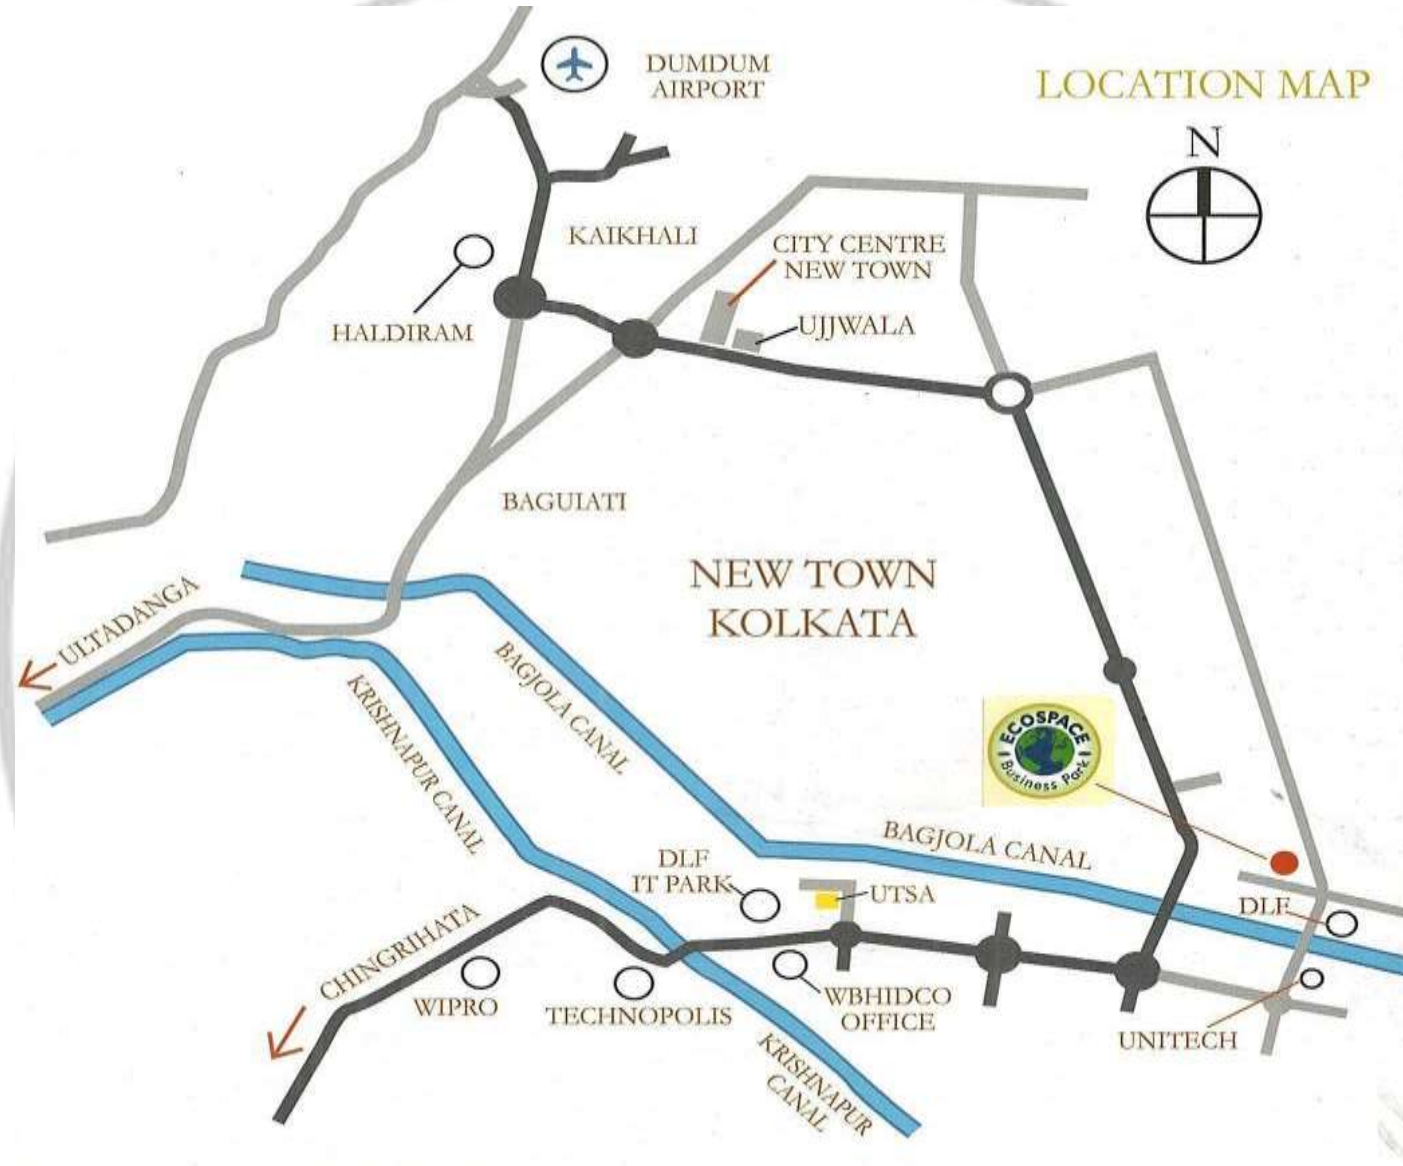 DUMDUM
AIRPORT
LOCATION MAP
N
KAIKHALI
CITY CENTRE
NEW TOWN
HALDIRAM
UJJWALA
BAGUIATI
NEW TOWN
KOLKATA
ULTADANGA
BAGJOLA CANAL
KRISHNAPUR CANAL
ECOSPACE
Business Park
BAGJOLA CANAL
DLF
IT PARK
UTSA
DLF
CHINGRIHATA
WIPRO
TECHNOPOLIS
WBHIDCO
OFFICE
UNITECH
KRISHNAPUR
CANAL